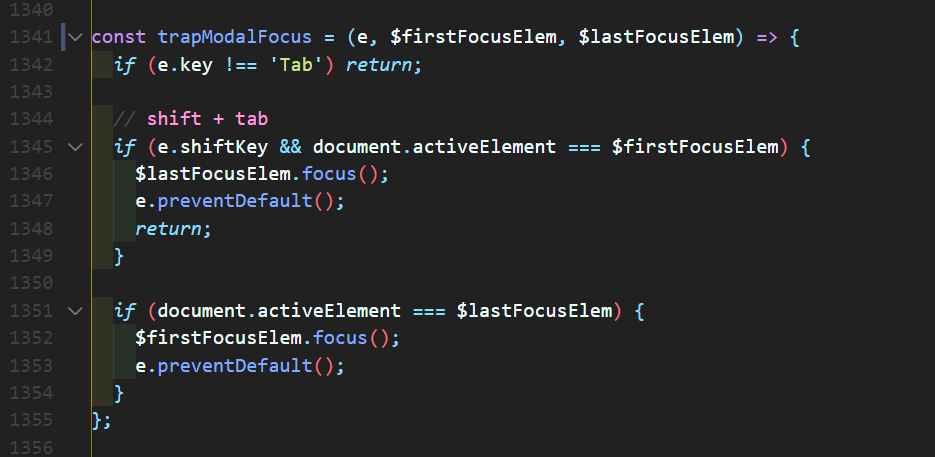 1340
1341 const trapModalFocus = (e, $firstFocusElem, $lastFocusElem) => {
1342   if (e.key !== 'Tab') return;
1343
1344   // shift + tab
1345   if (e.shiftKey && document.activeElement === $firstFocusElem) {
1346     $lastFocusElem.focus();
1347     e.preventDefault();
1348     return;
1349   }
1350
1351   if (document.activeElement === $lastFocusElem) {
1352     $firstFocusElem.focus();
1353     e.preventDefault();
1354   }
1355 };
1356